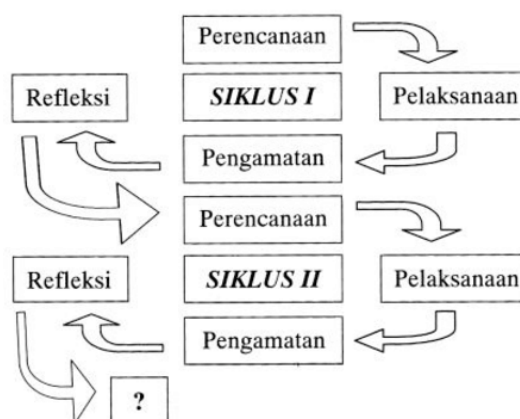 Perencanaan
Refleksi
SIKLUS I
Pelaksanaan
Pengamatan
Perencanaan
Refleksi
SIKLUS II
Pelaksanaan
Pengamatan
?